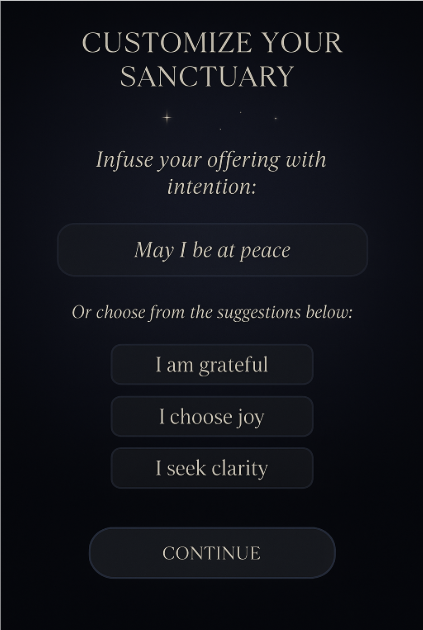 CUSTOMIZE YOUR
SANCTUARY
Infuse your offering with
intention:
May I be at peace
Or choose from the suggestions below:
I am grateful
I choose joy
I seek clarity
CONTINUE